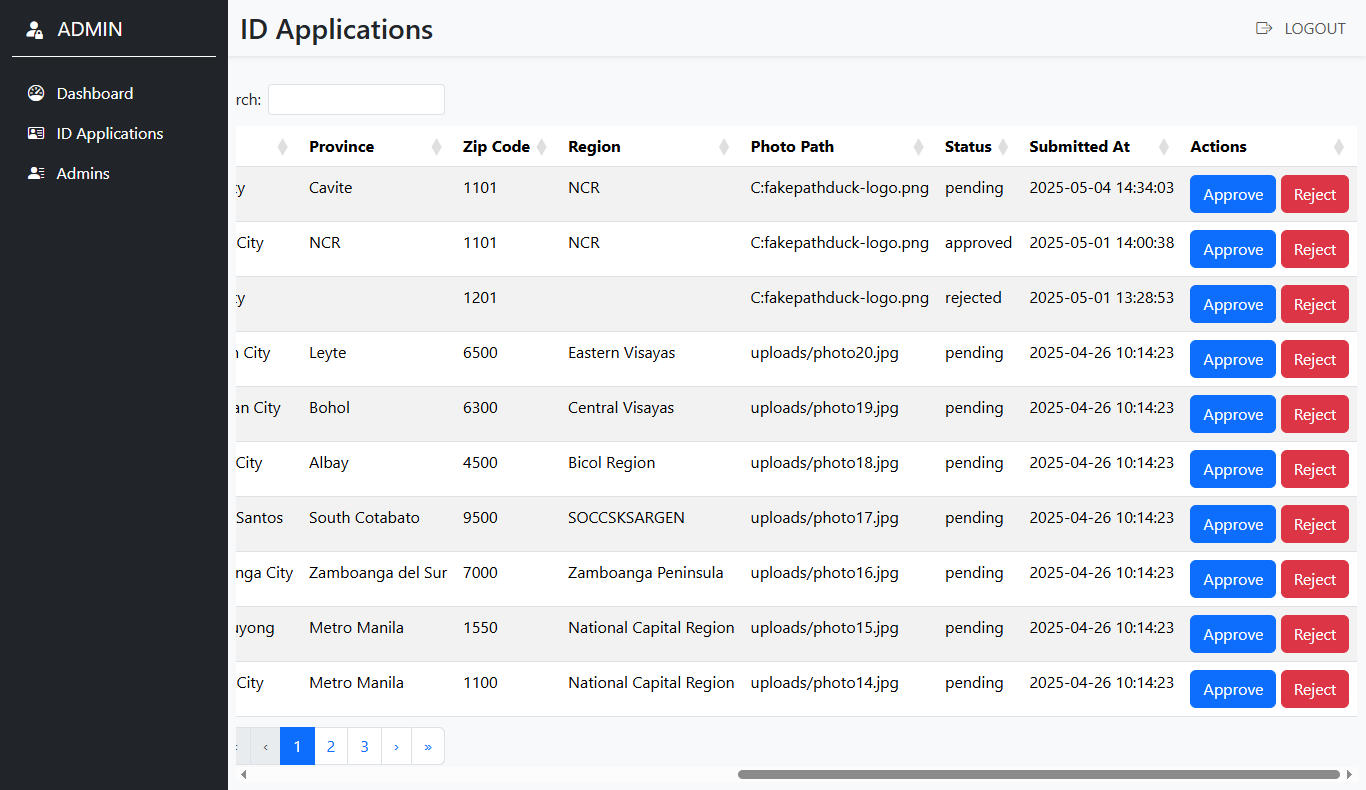 ADMIN
ID Applications
LOGOUT
Dashboard
ID Applications
Admins
rch:
Province Zip Code Region Photo Path Status Submitted At Actions
Cavite 1101 NCR C:fakepathduck-logo.png pending 2025-05-04 14:34:03 Approve Reject
City NCR 1101 NCR C:fakepathduck-logo.png approved 2025-05-01 14:00:38 Approve Reject
1201 C:fakepathduck-logo.png rejected 2025-05-01 13:28:53 Approve Reject
City Leyte 6500 Eastern Visayas uploads/photo20.jpg pending 2025-04-26 10:14:23 Approve Reject
an City Bohol 6300 Central Visayas uploads/photo19.jpg pending 2025-04-26 10:14:23 Approve Reject
City Albay 4500 Bicol Region uploads/photo18.jpg pending 2025-04-26 10:14:23 Approve Reject
Santos South Cotabato 9500 SOCCSKSARGEN uploads/photo17.jpg pending 2025-04-26 10:14:23 Approve Reject
nga City Zamboanga del Sur 7000 Zamboanga Peninsula uploads/photo16.jpg pending 2025-04-26 10:14:23 Approve Reject
uyong Metro Manila 1550 National Capital Region uploads/photo15.jpg pending 2025-04-26 10:14:23 Approve Reject
City Metro Manila 1100 National Capital Region uploads/photo14.jpg pending 2025-04-26 10:14:23 Approve Reject
‹ 1 2 3 › »